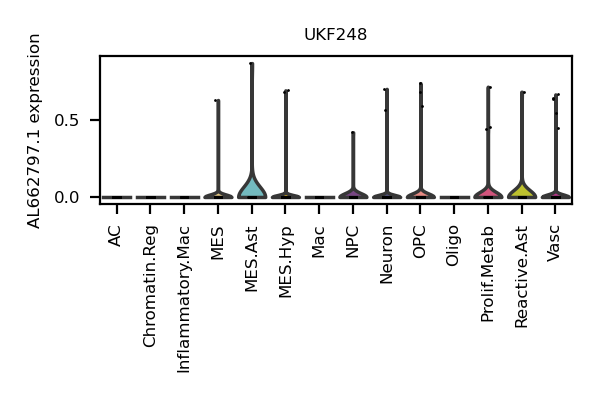 UKF248
AL662797.1 expression
0.5
0.0
AC
Chromatin.Reg
Inflammatory.Mac
MES
MES.Ast
MES.Hyp
Mac
NPC
Neuron
OPC
Oligo
Prolif.Metab
Reactive.Ast
Vasc